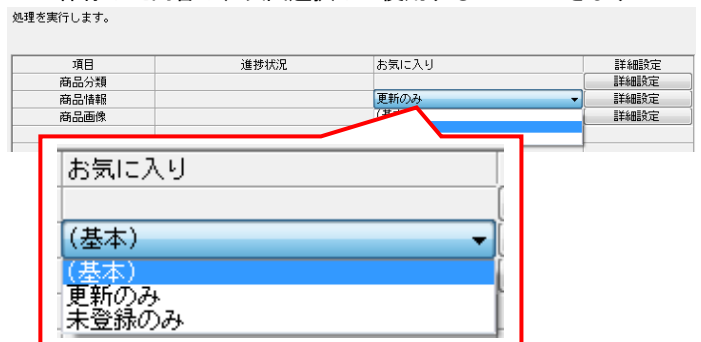 処理を実行します。
項目 進捗状況 お気に入り 詳細設定
商品分類 詳細設定
商品情報 更新のみ 詳細設定
商品画像 詳細設定
お気に入り
(基本)
(基本)
更新のみ
未登録のみ